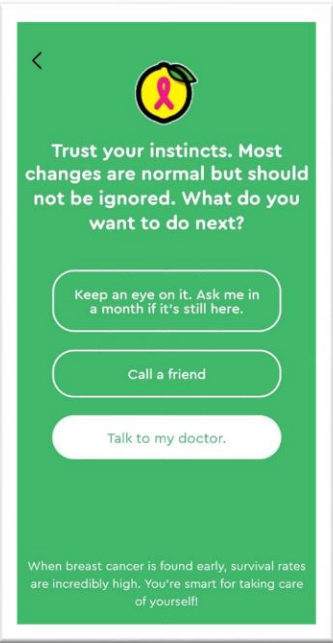 Trust your instincts. Most
changes are normal but should
not be ignored. What do you
want to do next?
Keep an eye on it. Ask me in
a month if it's still here.
Call a friend
Talk to my doctor.
When breast cancer is found early, survival rates
are incredibly high. You're smart for taking care
of yourself!